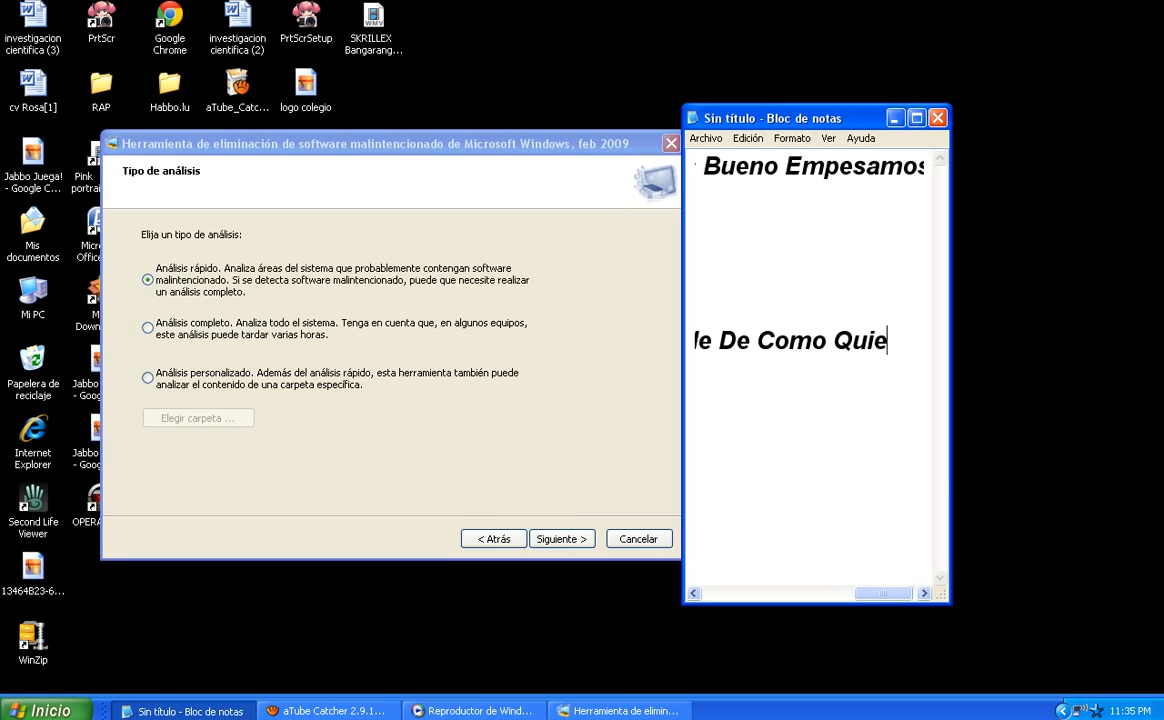 investigacion cientifica (3)
PrtScr
Google Chrome
investigacion cientifica (2)
PrtScrSetup
SKRILLEX Bangarang...
cv Rosa[1]
RAP
Habbo.lu
aTube_Catc...
logo colegio
Jabbo Juega! - Google C...
Pink
portrai
Mis documentos
Micr
Office
Mi PC
M
Down
Papelera de reciclaje
Jabb
- Goog
Internet Explorer
Jabbo
- Goog
Second Life Viewer
OPERA
13464B23-6...
WinZip
Herramienta de eliminación de software malintencionado de Microsoft Windows, feb 2009
Tipo de análisis
Elija un tipo de análisis:
Análisis rápido. Analiza áreas del sistema que probablemente contengan software
malintencionado. Si se detecta software malintencionado, puede que necesite realizar
un análisis completo.
Análisis completo. Analiza todo el sistema. Tenga en cuenta que, en algunos equipos,
este análisis puede tardar varias horas.
Análisis personalizado. Además del análisis rápido, esta herramienta también puede
analizar el contenido de una carpeta específica.
Elegir carpeta ...
< Atrás
Siguiente >
Cancelar
Sin título - Bloc de notas
Archivo Edición Formato Ver Ayuda
Bueno Empesamos
De Como Quie
Inicio
Sin título - Bloc de notas
aTube Catcher 2.9.1...
Reproductor de Wind...
Herramienta de elimin...
11:35 PM